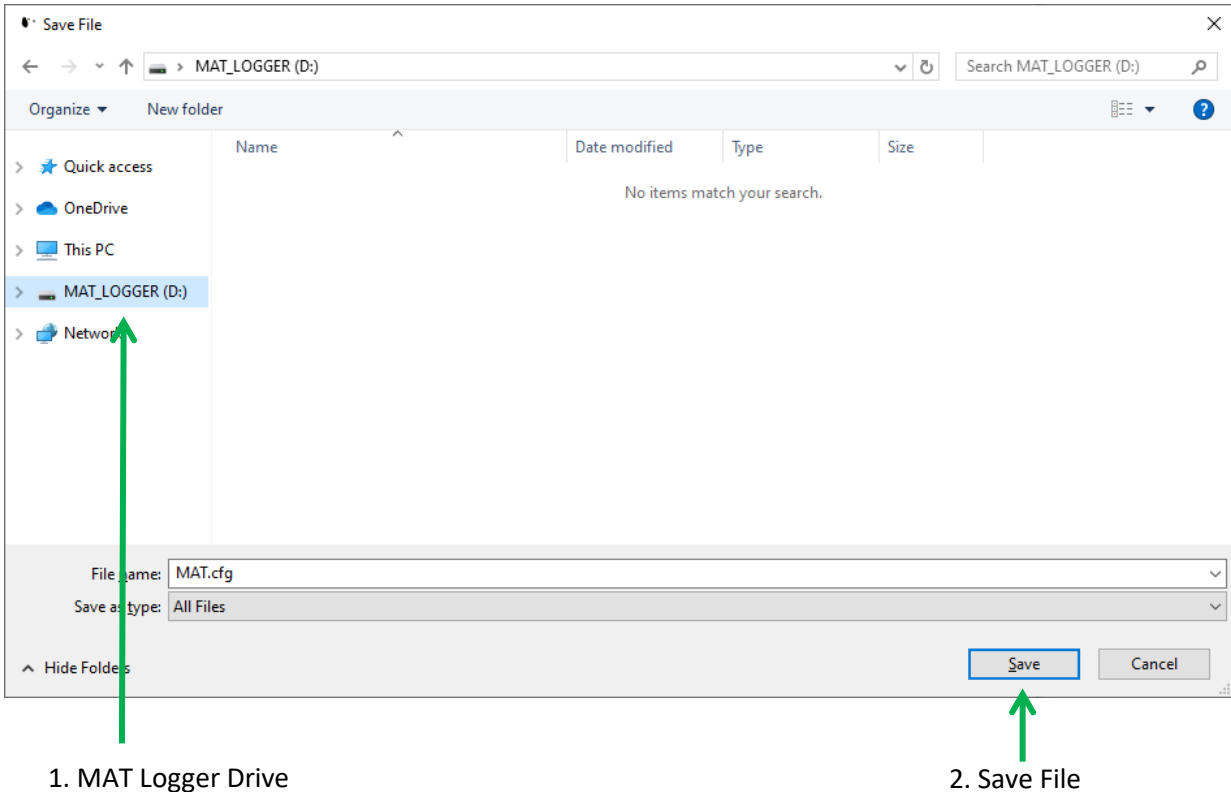 Save File
MAT_LOGGER (D:)
Search MAT_LOGGER (D:)
Organize
New folder
Name
Date modified
Type
Size
Quick access
No items match your search.
OneDrive
This PC
MAT_LOGGER (D:)
Network
File name: MAT.cfg
Save as type: All Files
Hide Folders
Save
Cancel
1. MAT Logger Drive
2. Save File